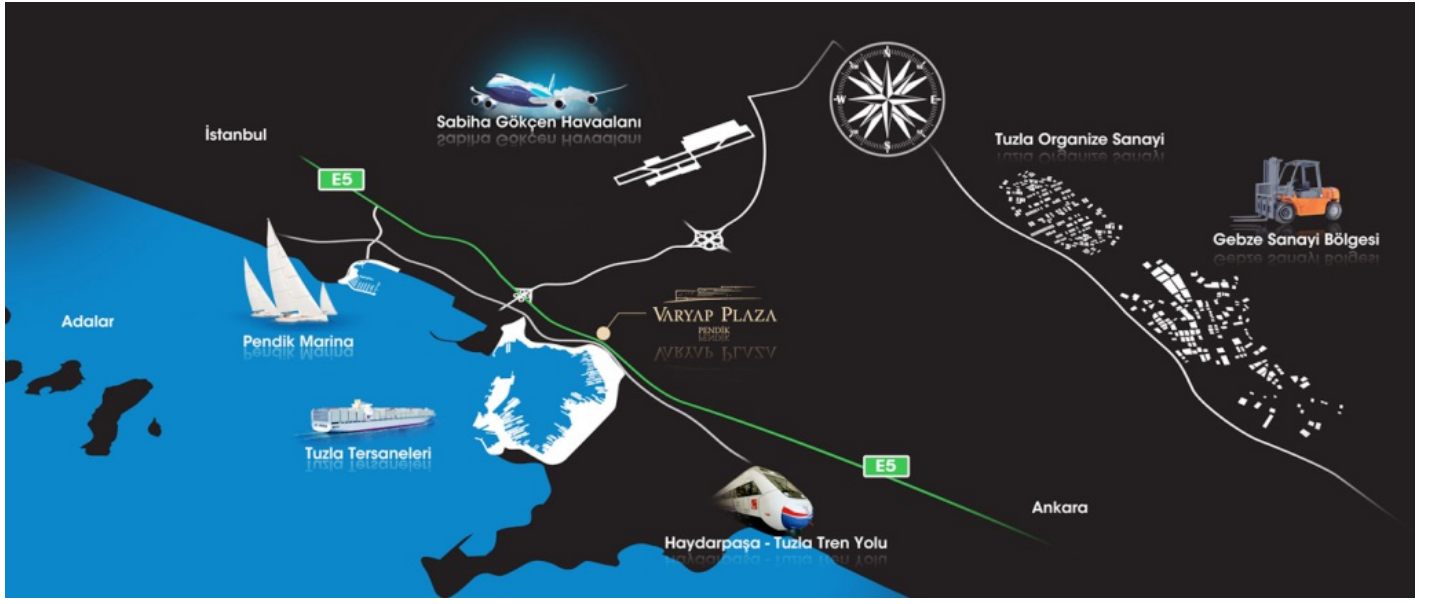 N
W
E
S
Sabiha Gökçen Havaalanı
İstanbul
Tuzla Organize Sanayi
E5
Gebze Sanayi Bölgesi
VARYAP PLAZA
PENDİK
Adalar
Pendik Marina
Tuzla Tersaneleri
E5
Ankara
Haydarpaşa - Tuzla Tren Yolu